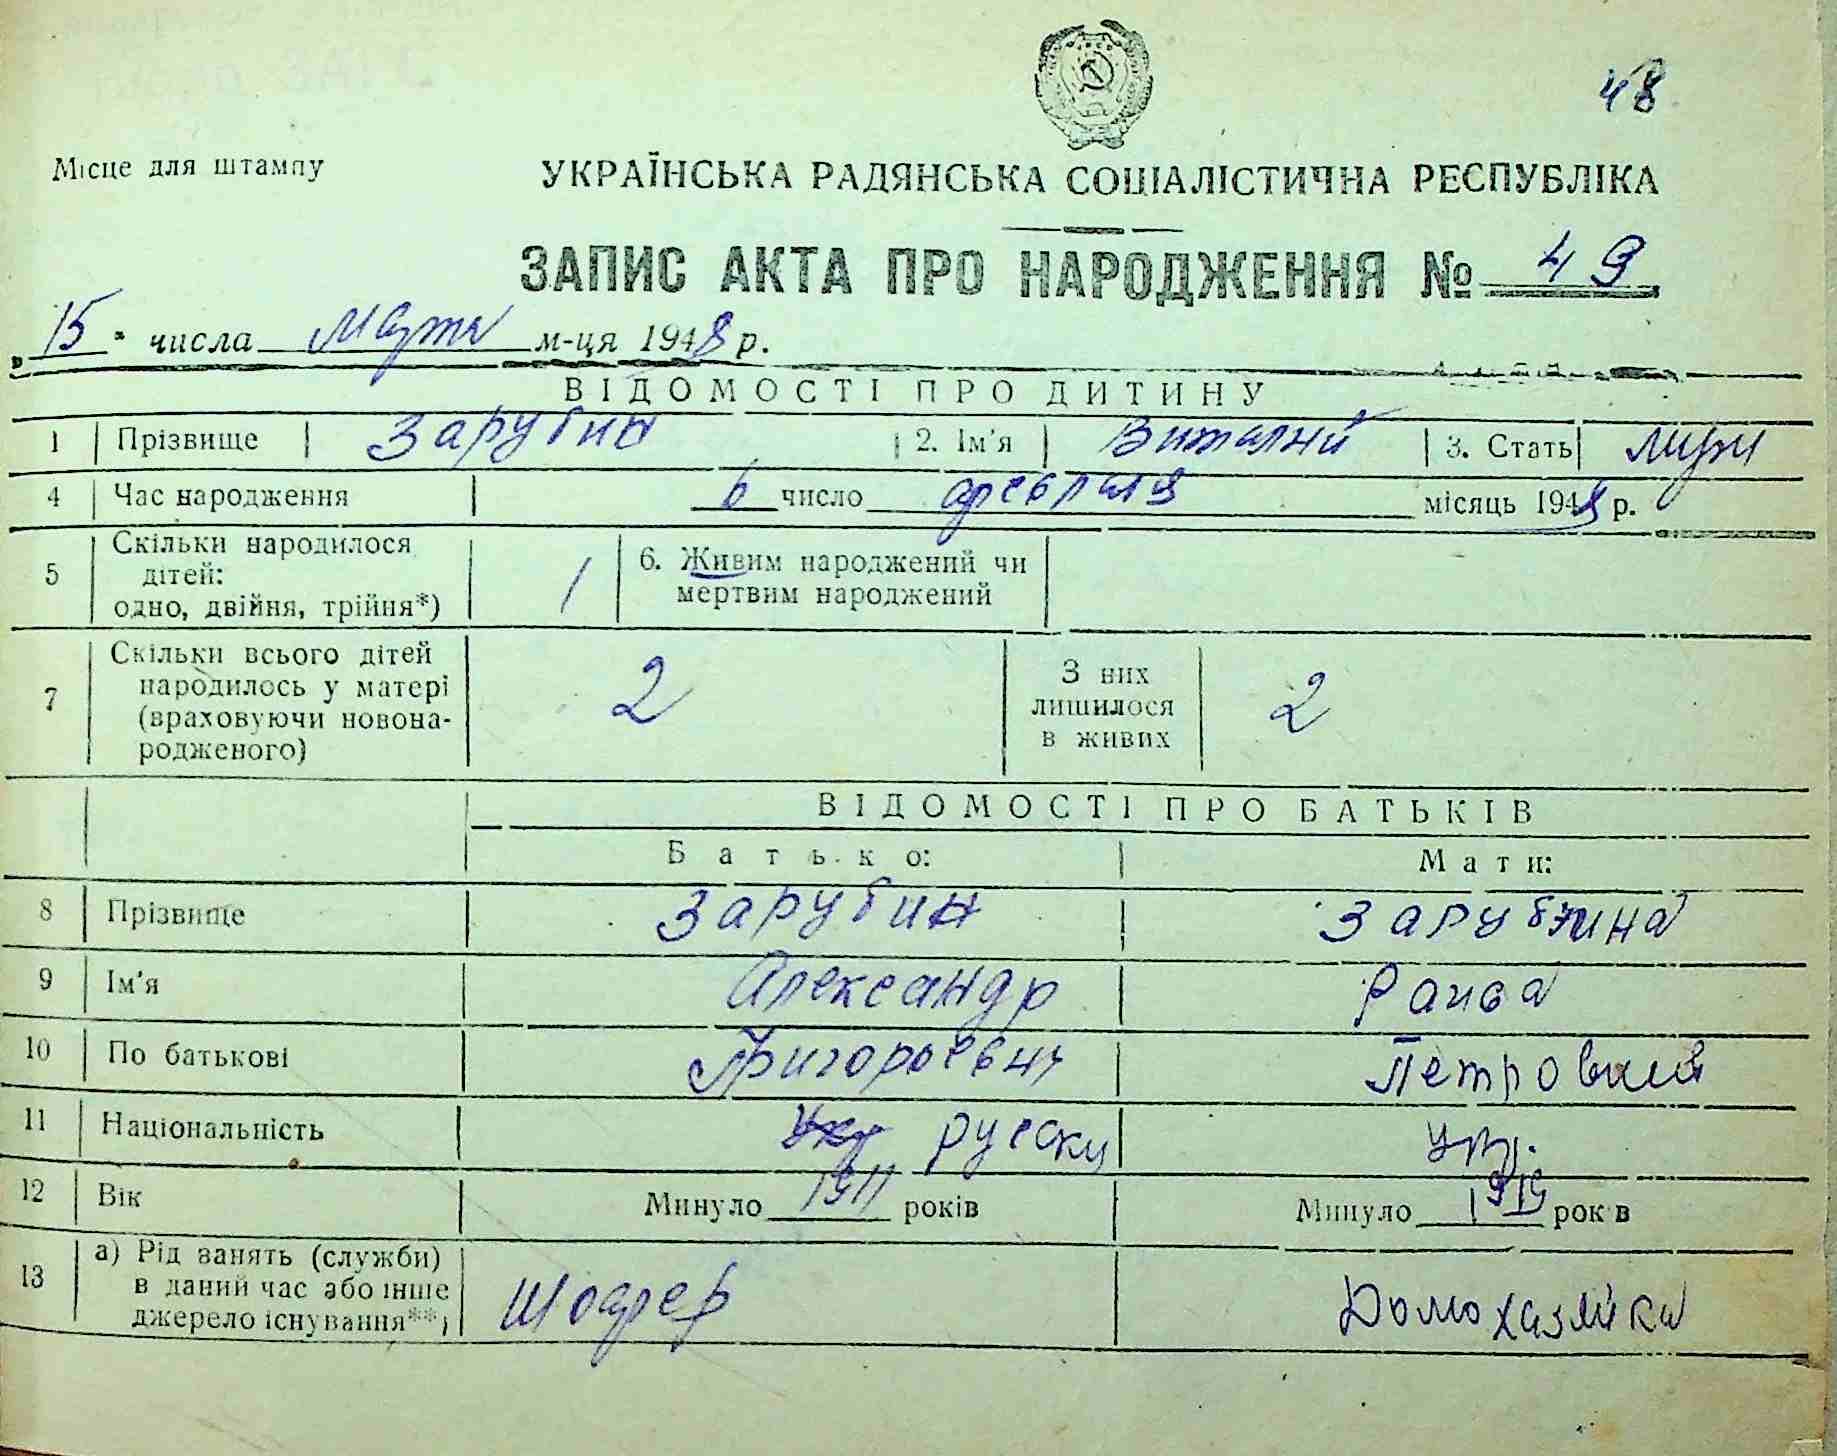 48
Місце для штампу
УКРАЇНСЬКА РАДЯНСЬКА СОЦІАЛІСТИЧНА РЕСПУБЛІКА
ЗАПИС АКТА ПРО НАРОДЖЕННЯ № 49
„15" числа Марта м-ця 1948 р.
ВІДОМОСТІ ПРО ДИТИНУ
1 Прізвище Зарубин 2. Ім'я Виталий 3. Стать муж
4 Час народження 6 число февраля місяць 1948 р.
5 Скільки народилося дітей: одно, двійня, трійня*) 1 6. Живим народжений чи мертвим народжений
7 Скільки всього дітей народилось у матері (враховуючи новонародженого) 2 З них лишилося в живих 2
ВІДОМОСТІ ПРО БАТЬКІВ
Батько: Мати:
8 Прізвище Зарубин Зарубина
9 Ім'я Александр Раиса
10 По батькові Григорьевич Петровная
11 Національність Укр руски укр.
12 Вік Минуло 1911 років Минуло 1919 років
13 а) Рід занять (служби) в даний час або інше джерело існування**) Шофер Домохазяйка